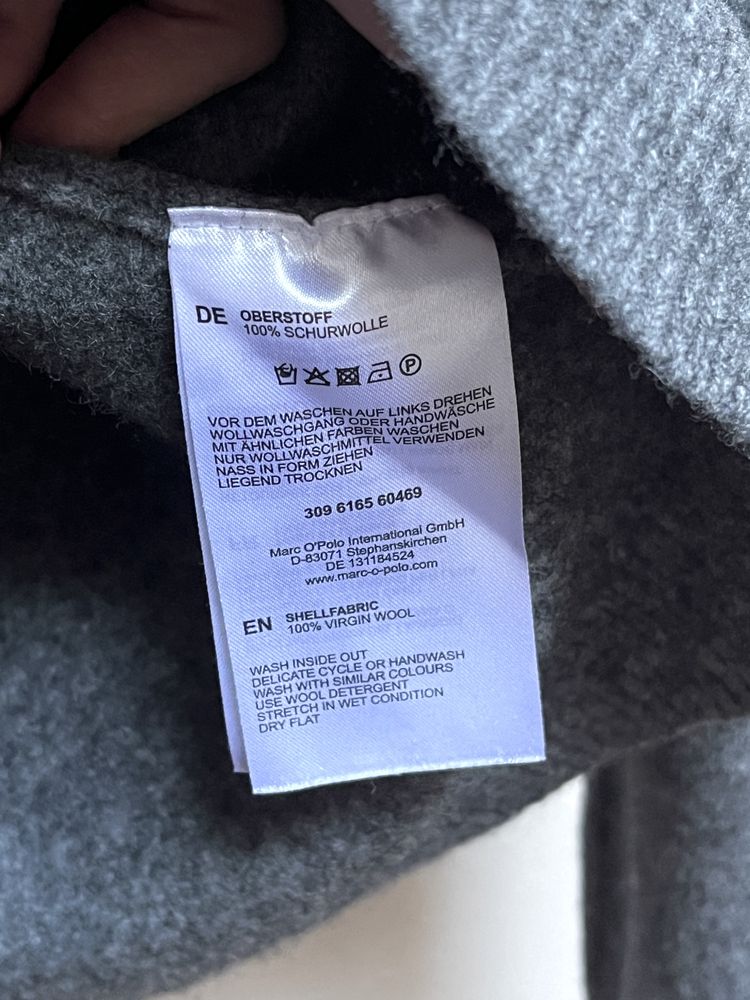 DE OBERSTOFF
100% SCHURWOLLE
P
VOR DEM WASCHEN AUF LINKS DREHEN
WOLLWASCHGANG ODER HANDWÄSCHE
MIT ÄHNLICHEN FARBEN WASCHEN
NUR WOLLWASCHMITTEL VERWENDEN
NASS IN FORM ZIEHEN
LIEGEND TROCKNEN
309 6165 60469
Marc O'Polo International GmbH
D-83071 Stephanskirchen
DE 131184524
www.marc-o-polo.com
EN SHELLFABRIC
100% VIRGIN WOOL
WASH INSIDE OUT
DELICATE CYCLE OR HANDWASH
WASH WITH SIMILAR COLOURS
USE WOOL DETERGENT
STRETCH IN WET CONDITION
DRY FLAT